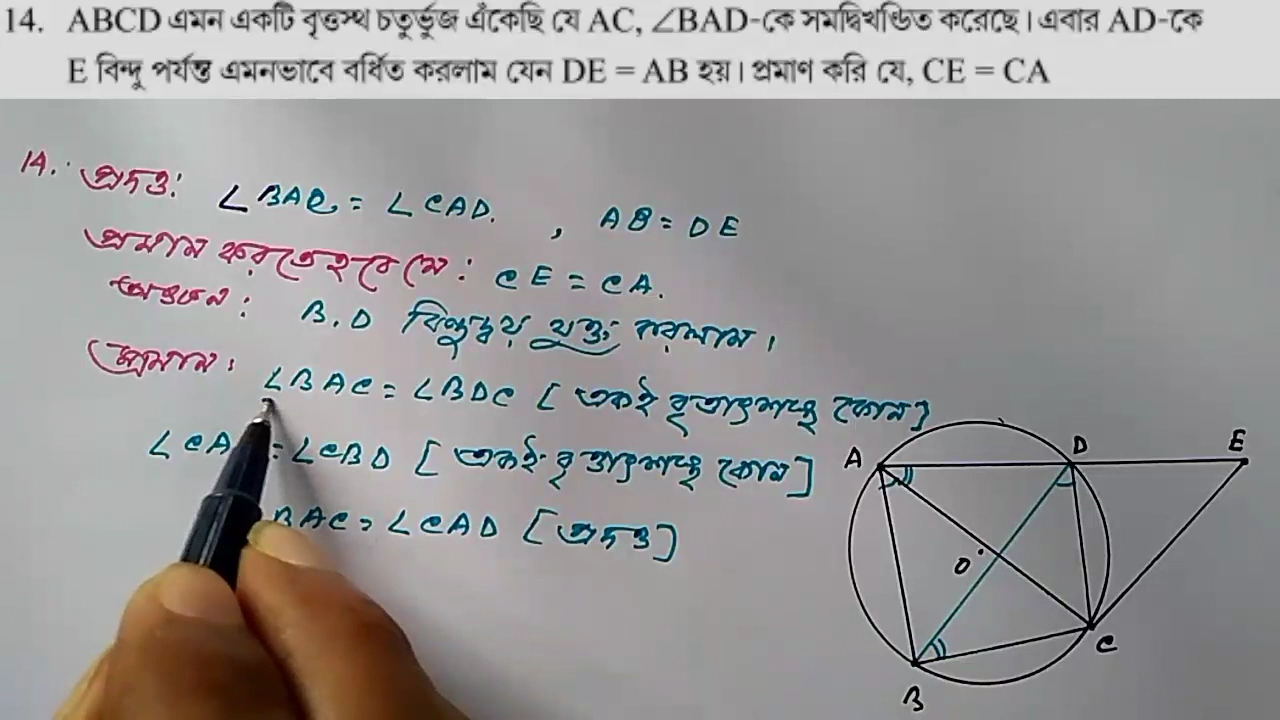 14. ABCD এমন একটি বৃত্তস্থ চতুর্ভুজ এঁকেছি যে AC, ∠BAD-কে সমদ্বিখণ্ডিত করেছে। এবার AD-কে
E বিন্দু পর্যন্ত এমনভাবে বর্ধিত করলাম যেন DE = AB হয়। প্রমাণ করি যে, CE = CA
14. প্রদত্ত: ∠BAC = ∠CAD. , AB = DE
প্রমাণ করতে হবে যে: CE = CA.
অঙ্কন: B, D বিন্দুদ্বয় যুক্ত করলাম।
প্রমাণ: ∠BAC = ∠BDC [একই বৃত্তাংশস্থ কোন]
∠CA = ∠CBD [একই বৃত্তাংশস্থ কোন]
BAC = ∠CAD [প্রদত্ত]
A D E
O
C
B